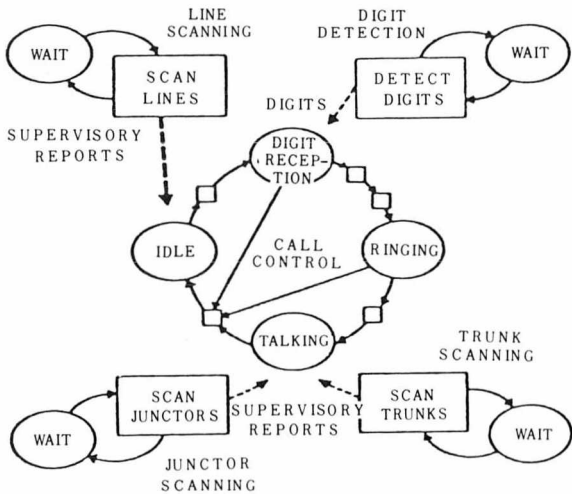 LINE
SCANNING
WAIT
SCAN
LINES
SUPERVISORY
REPORTS
DIGIT
DETECTION
WAIT
DETECT
DIGITS
DIGITS
DIGIT
RECEP-
TION
IDLE
CALL
CONTROL
RINGING
TALKING
TRUNK
SCANNING
SCAN
JUNCTORS
SUPERVISORY
REPORTS
SCAN
TRUNKS
WAIT
WAIT
JUNCTOR
SCANNING